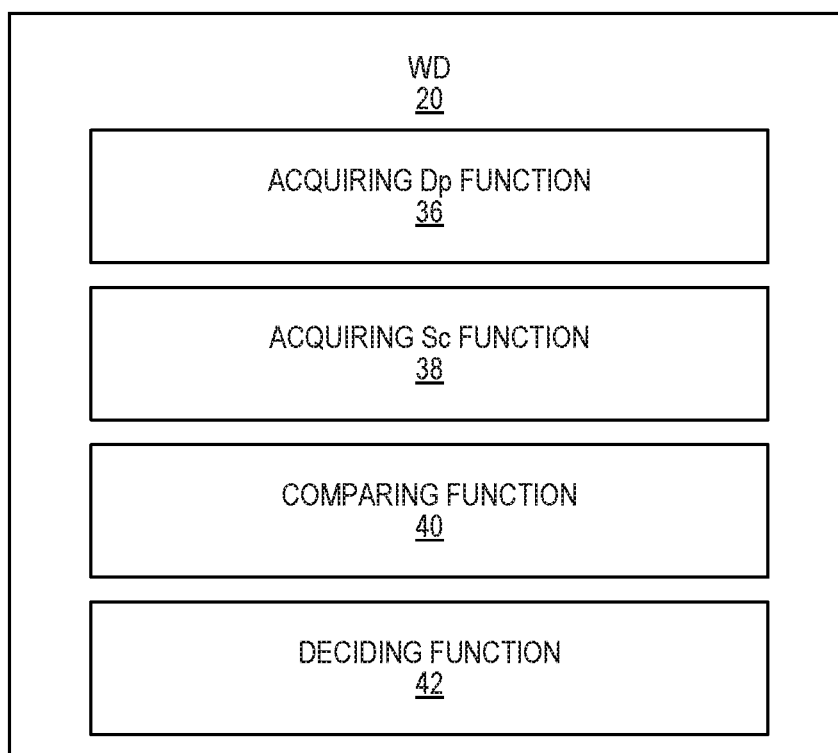 WD
20
ACQUIRING Dp FUNCTION
36
ACQUIRING Sc FUNCTION
38
COMPARING FUNCTION
40
DECIDING FUNCTION
42